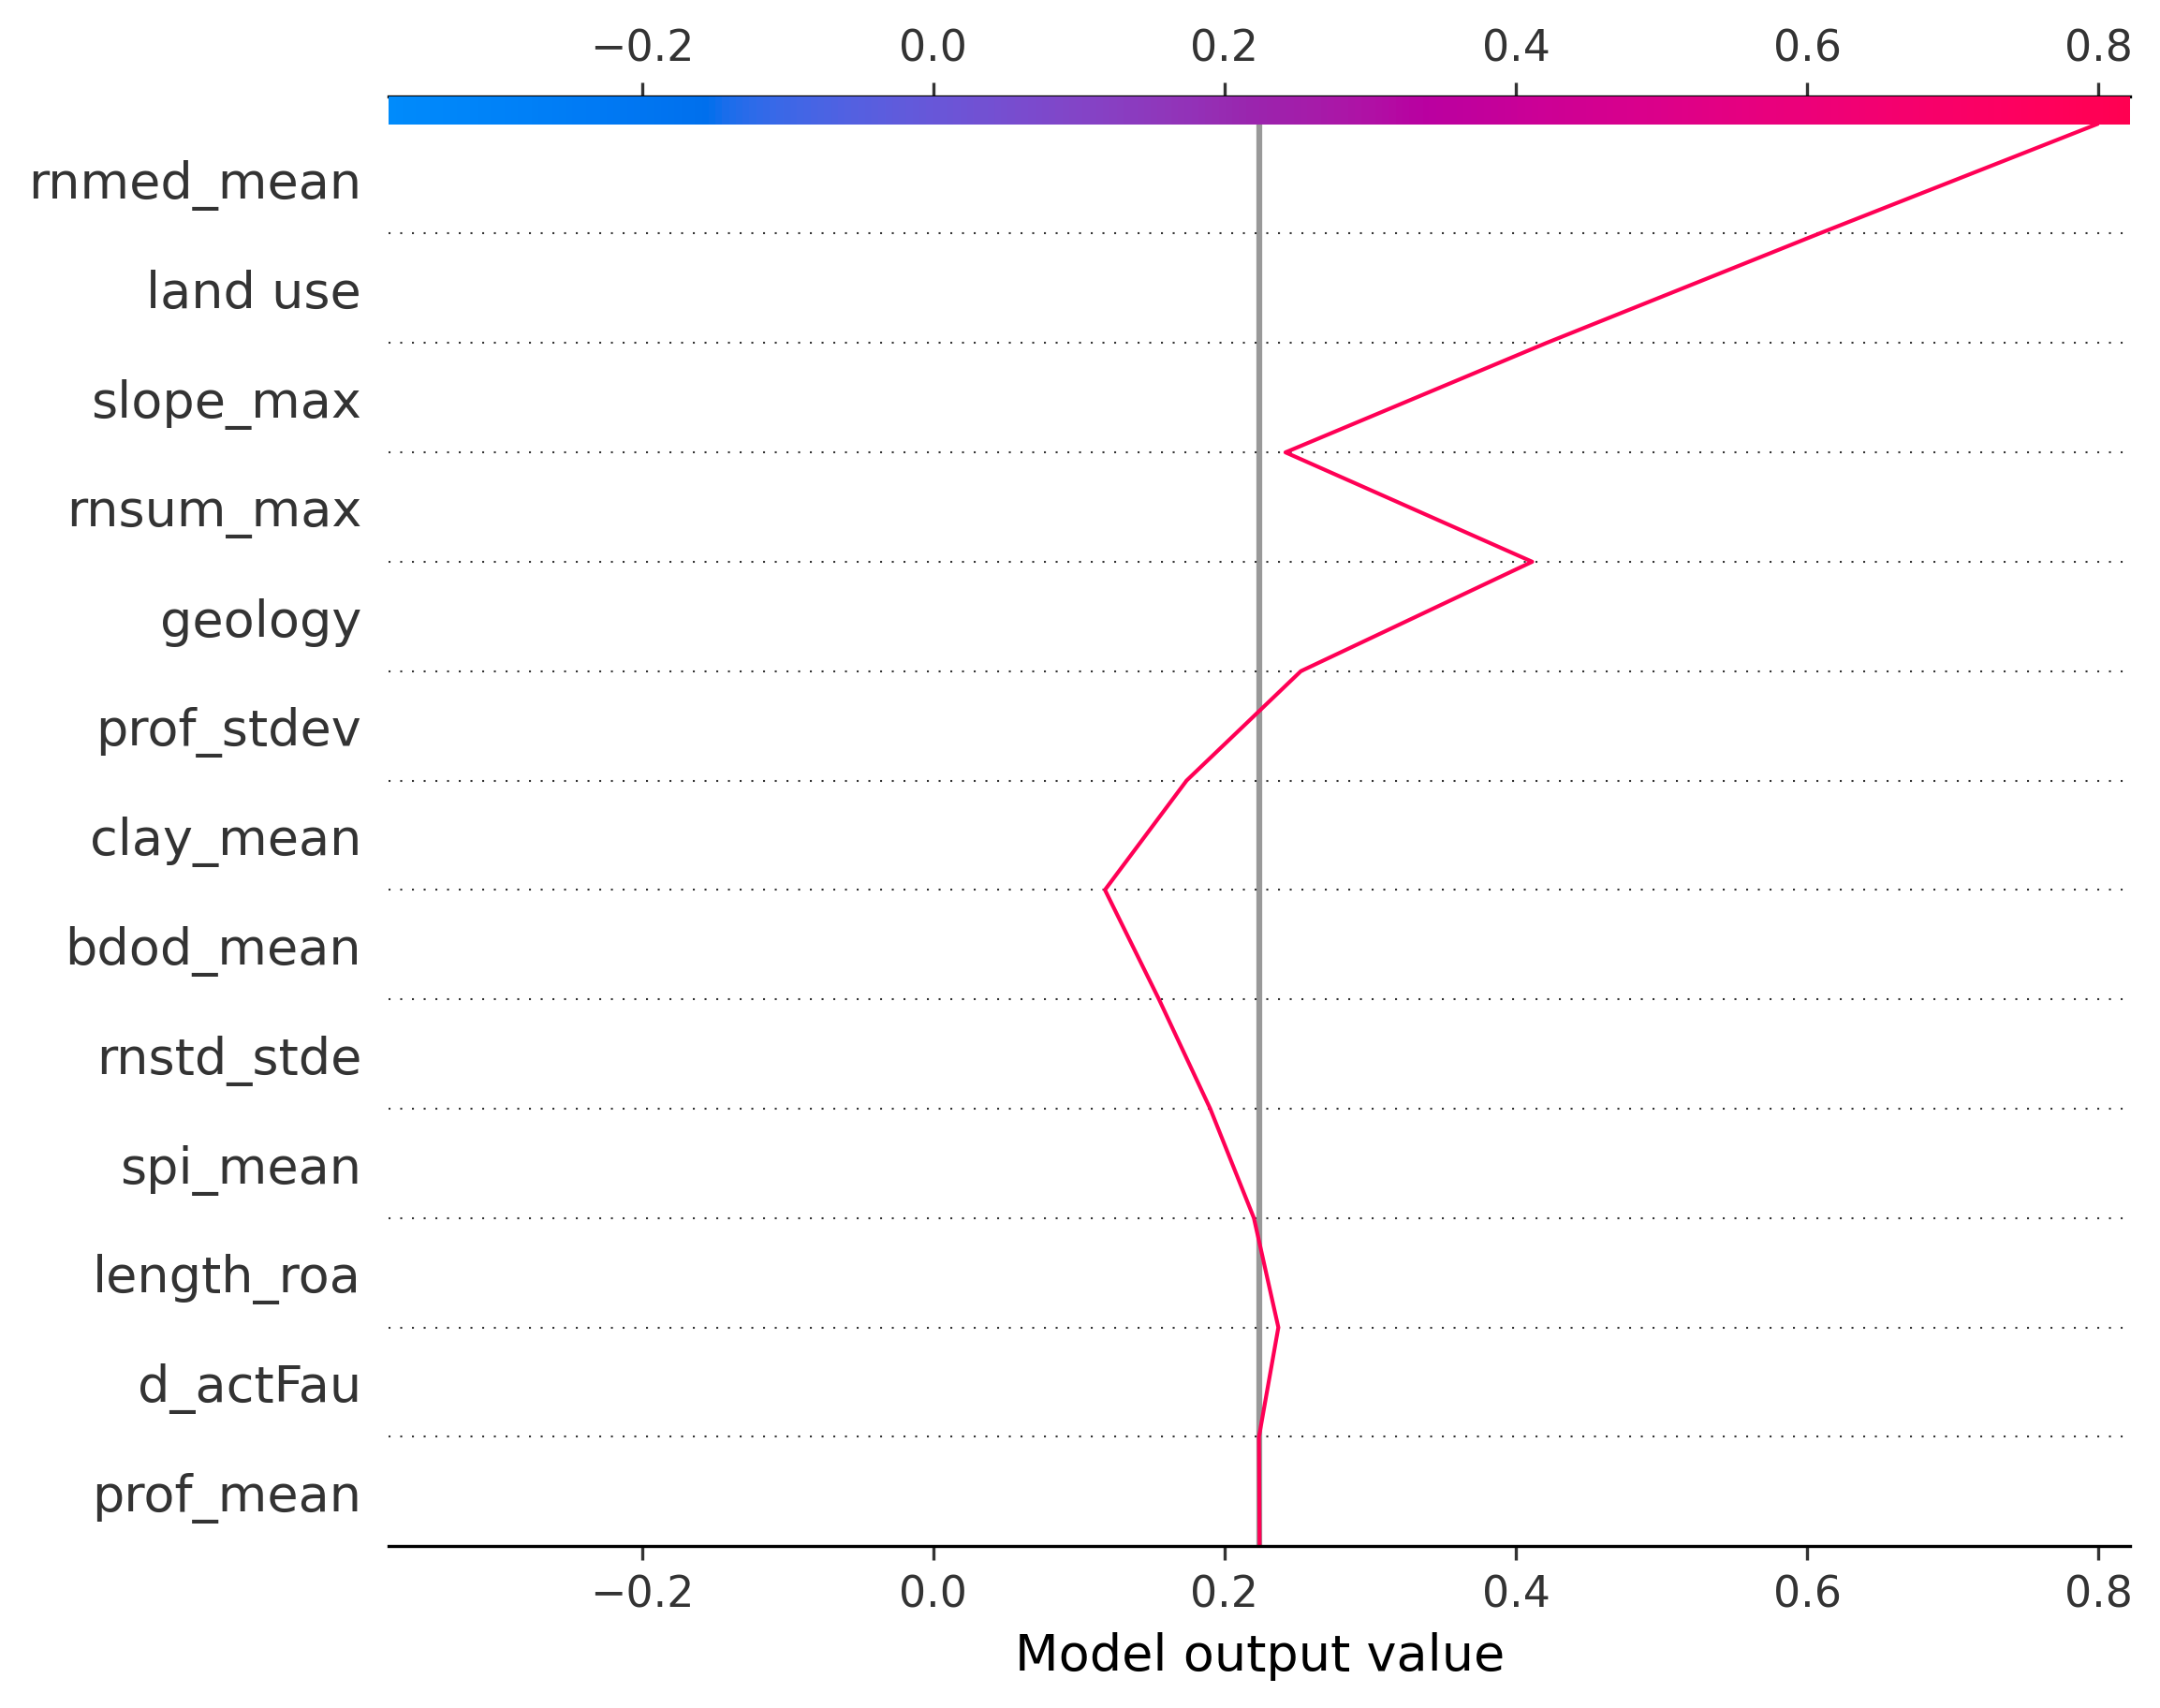 −0.2 0.0 0.2 0.4 0.6 0.8
rnmed_mean
land use
slope_max
rnsum_max
geology
prof_stdev
clay_mean
bdod_mean
rnstd_stde
spi_mean
length_roa
d_actFau
prof_mean
−0.2 0.0 0.2 0.4 0.6 0.8
Model output value